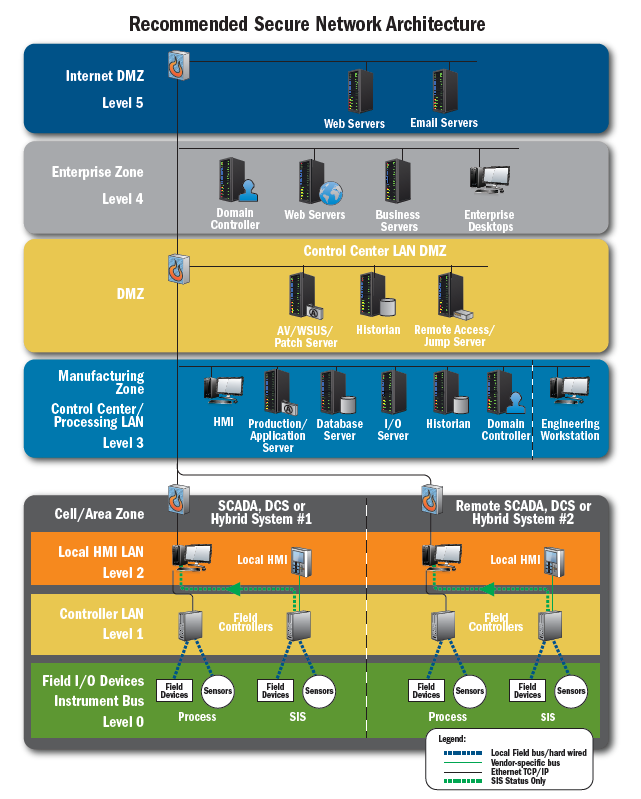 Recommended Secure Network Architecture
Internet DMZ
Level 5
Web Servers
Email Servers
Enterprise Zone
Level 4
Domain
Controller
Web Servers
Business
Servers
Enterprise
Desktops
Control Center LAN DMZ
DMZ
AV/WSUS/
Patch Server
Historian
Remote Access/
Jump Server
Manufacturing
Zone
Control Center/
Processing LAN
Level 3
HMI
Production/
Application
Server
Database
Server
I/O
Server
Historian
Domain
Controller
Engineering
Workstation
Cell/Area Zone
SCADA, DCS or
Hybrid System #1
Remote SCADA, DCS or
Hybrid System #2
Local HMI LAN
Level 2
Local HMI
Local HMI
Controller LAN
Level 1
Field
Controllers
Field
Controllers
Field I/O Devices
Instrument Bus
Level 0
Field
Devices
Sensors
Process
Field
Devices
Sensors
SIS
Field
Devices
Sensors
Process
Field
Devices
Sensors
SIS
Legend:
Local Field bus/hard wired
Vendor-specific bus
Ethernet TCP/IP
SIS Status Only